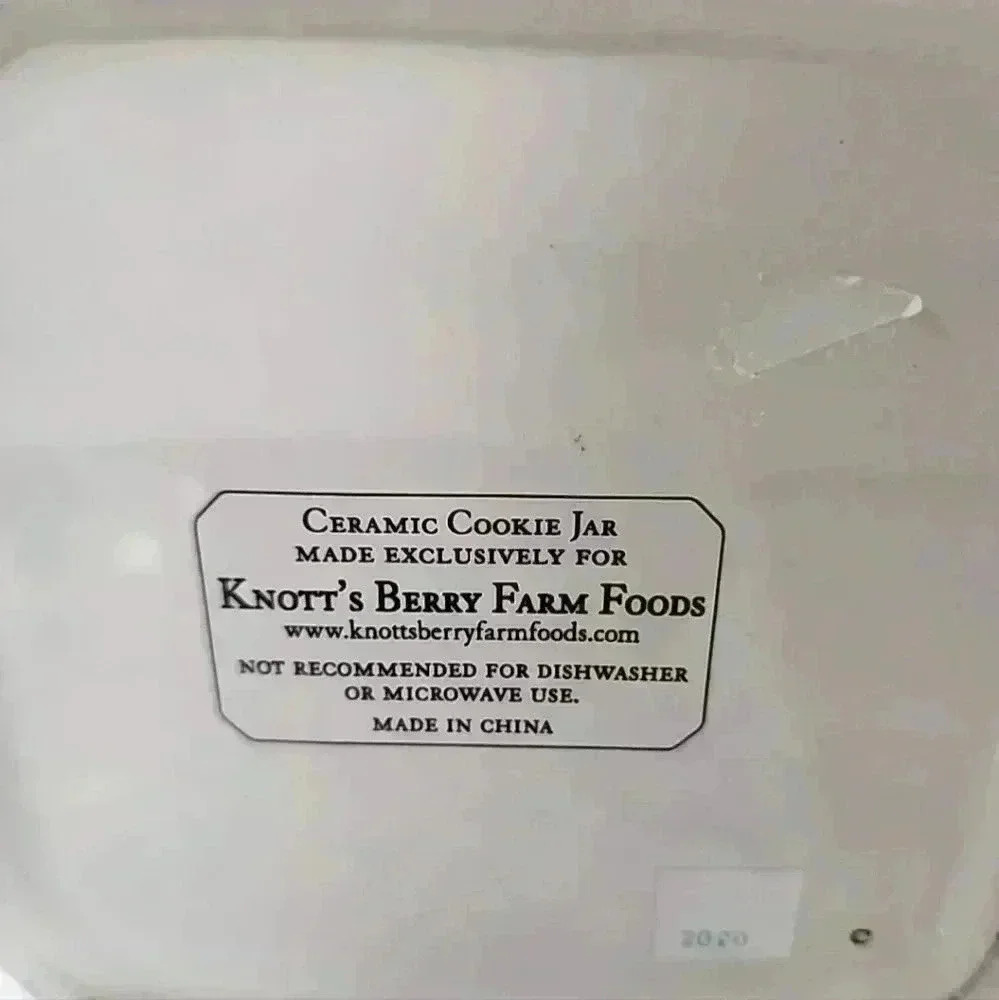 Ceramic Cookie Jar
made exclusively for
Knott's Berry Farm Foods
www.knottsberryfarmfoods.com
not recommended for dishwasher
or microwave use.
made in china